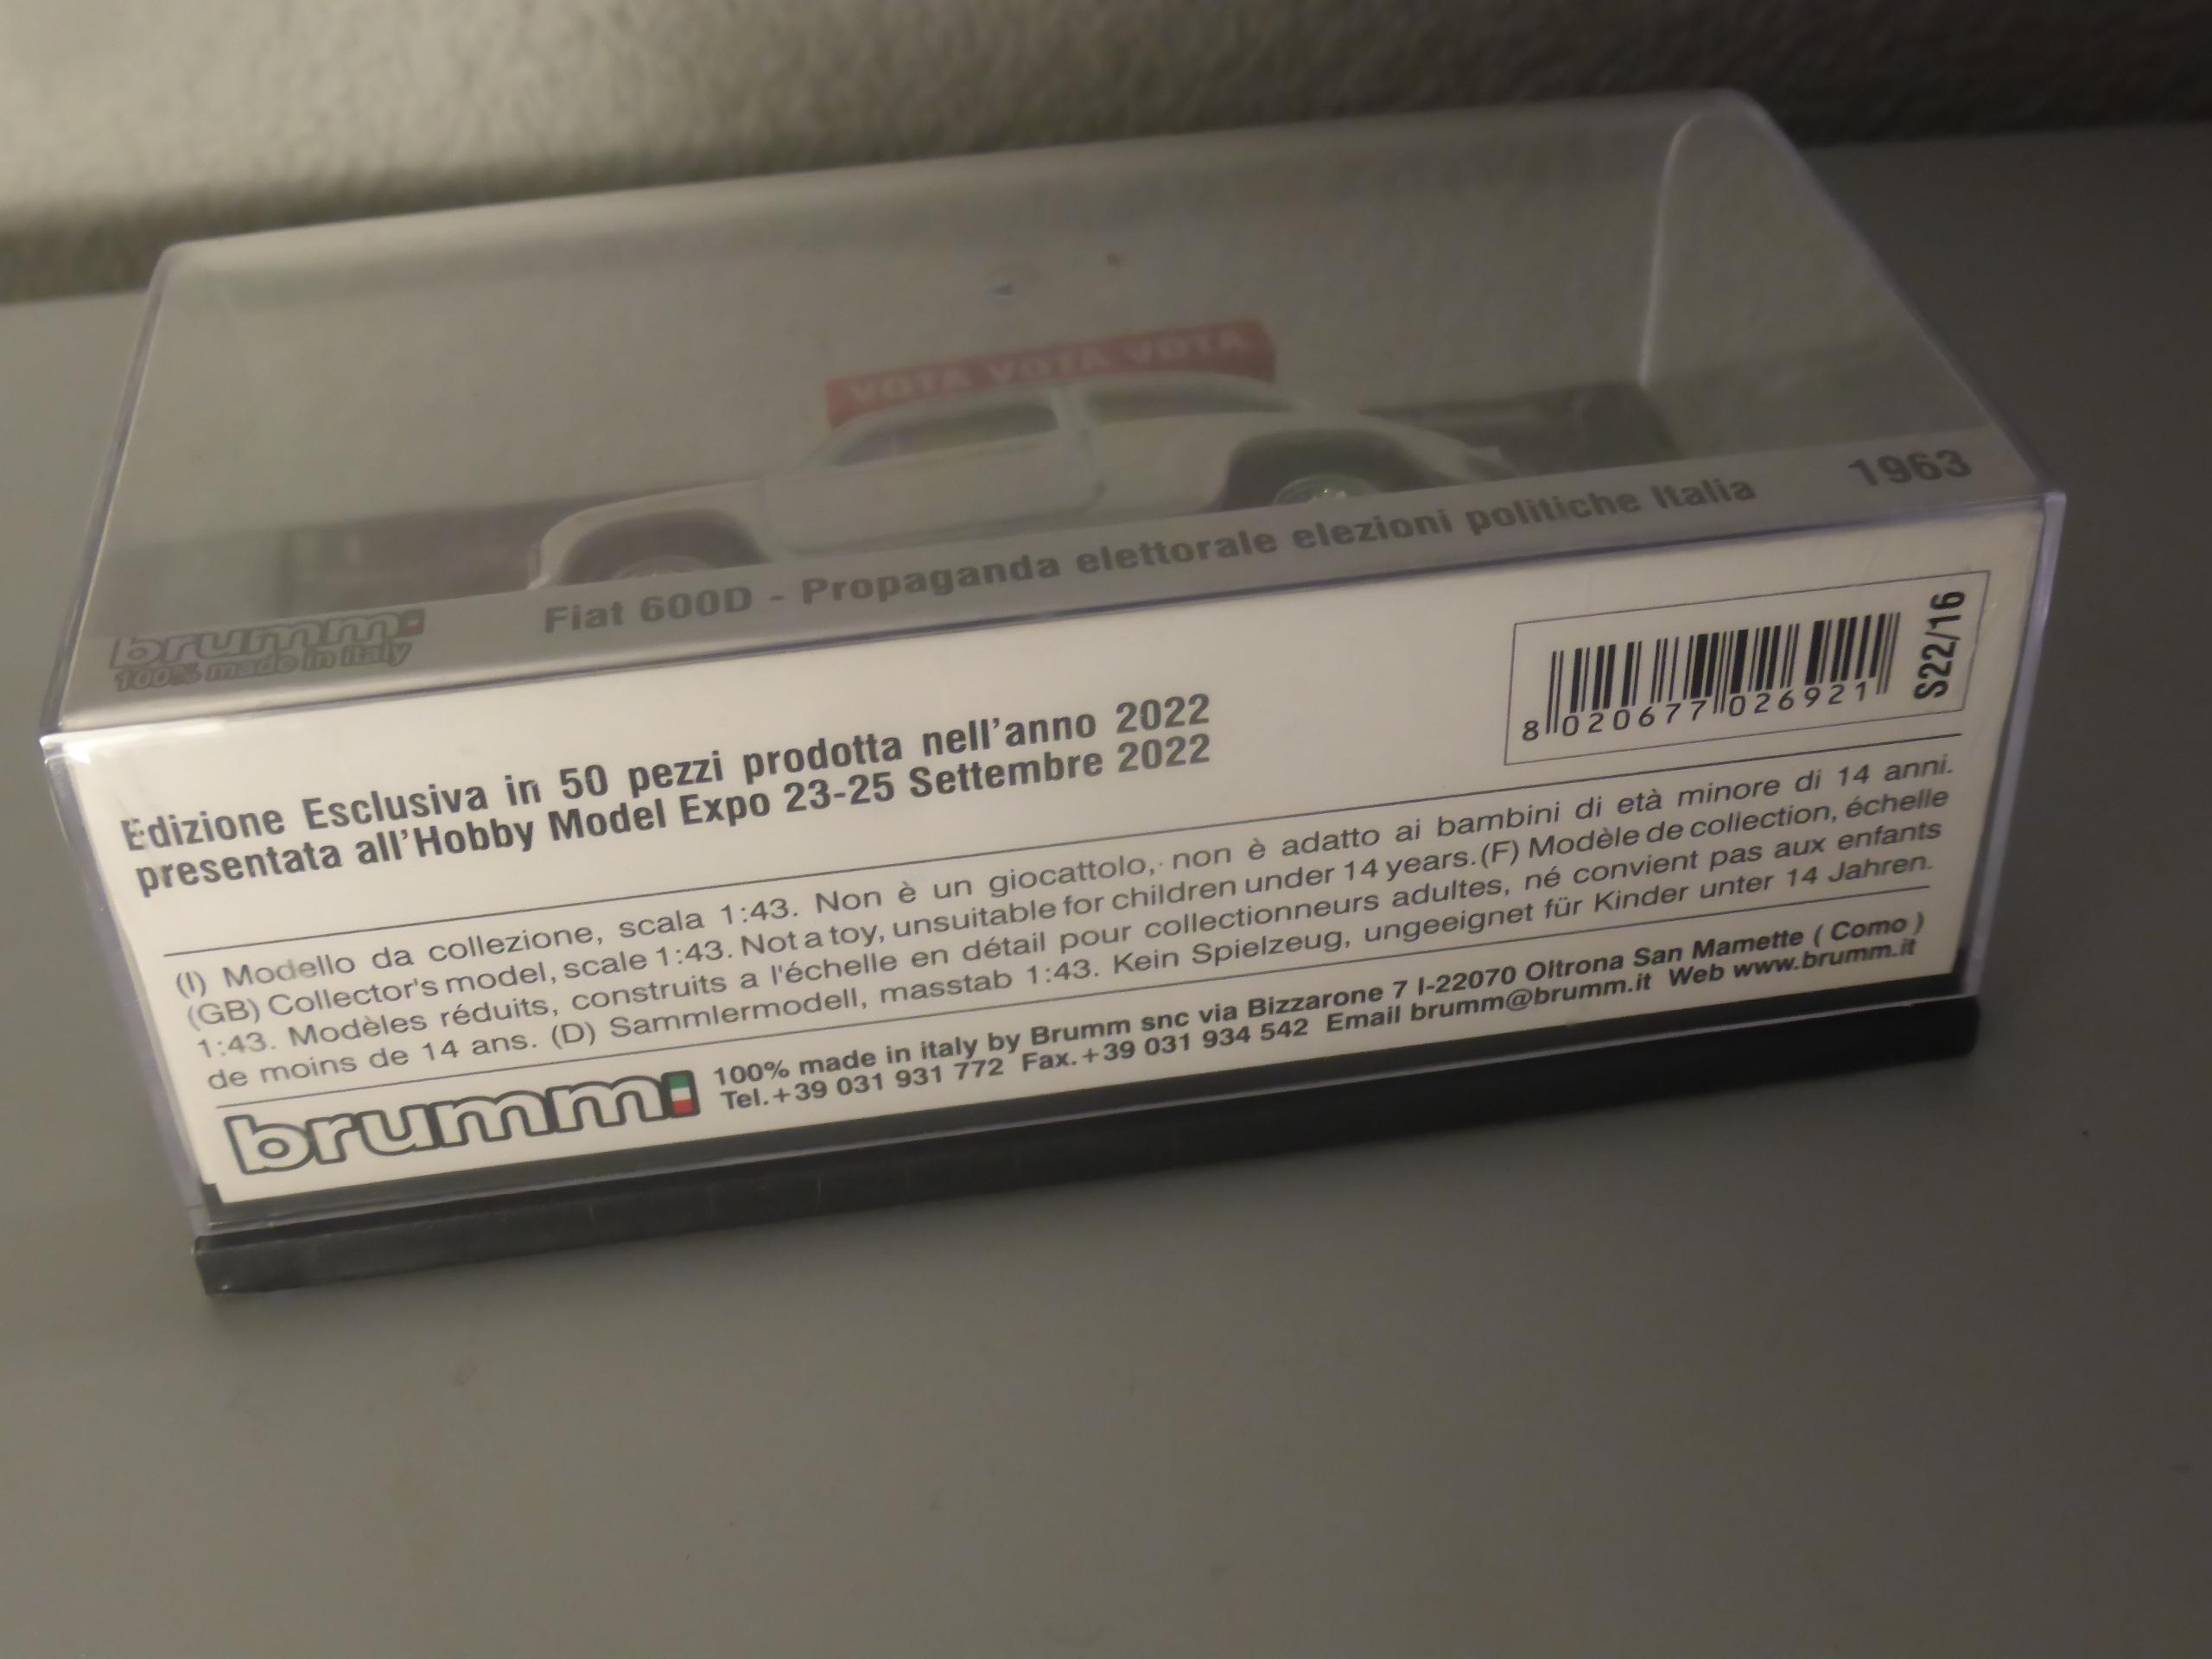 VOTA VOTA VOTA
brumm
100% made in italy
Fiat 600D - Propaganda elettorale elezioni politiche Italia 1963
Edizione Esclusiva in 50 pezzi prodotta nell'anno 2022
presentata all'Hobby Model Expo 23-25 Settembre 2022
8 020677 026921
S22/16
(I) Modello da collezione, scala 1:43. Non è un giocattolo, non è adatto ai bambini di età minore di 14 anni.
(GB) Collector's model, scale 1:43. Not a toy, unsuitable for children under 14 years. (F) Modèle de collection, échelle
1:43. Modèles réduits, construits a l'échelle en détail pour collectionneurs adultes, né convient pas aux enfants
de moins de 14 ans. (D) Sammlermodell, masstab 1:43. Kein Spielzeug, ungeeignet für Kinder unter 14 Jahren.
brumm
100% made in italy by Brumm snc via Bizzarone 7 I-22070 Oltrona San Mamette ( Como )
Tel.+39 031 931 772 Fax.+39 031 934 542 Email brumm@brumm.it Web www.brumm.it